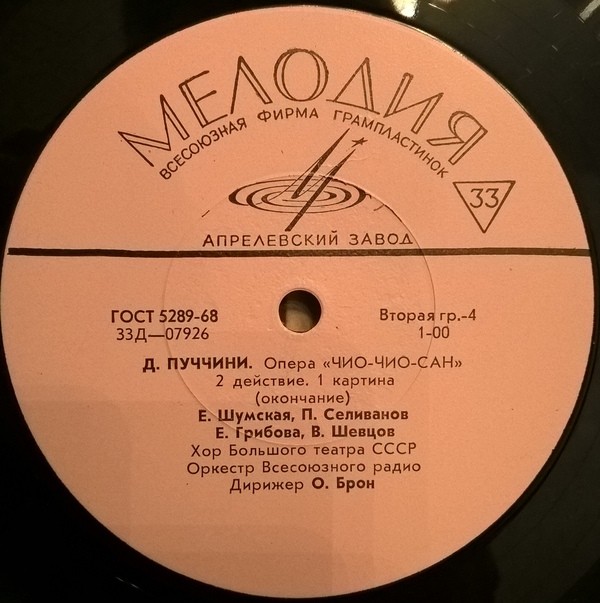 МЕЛОДИЯ
ВСЕСОЮЗНАЯ ФИРМА ГРАМПЛАСТИНОК
33
АПРЕЛЕВСКИЙ ЗАВОД
ГОСТ 5289-68 Вторая гр.-4
33Д—07926 1-00
Д. ПУЧЧИНИ. Опера «ЧИО-ЧИО-САН»
2 действие. 1 картина
(окончание)
Е. Шумская, П. Селиванов
Е. Грибова, В. Шевцов
Хор Большого театра СССР
Оркестр Всесоюзного радио
Дирижер О. Брон